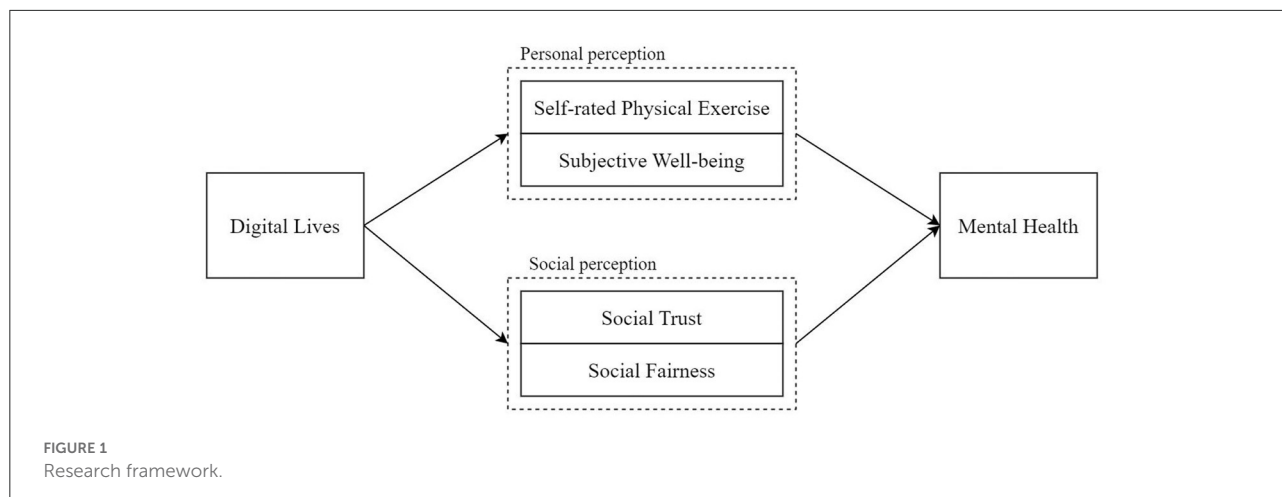 Personal perception
Self-rated Physical Exercise
Subjective Well-being
Digital Lives
Mental Health
Social perception
Social Trust
Social Fairness
FIGURE 1
Research framework.